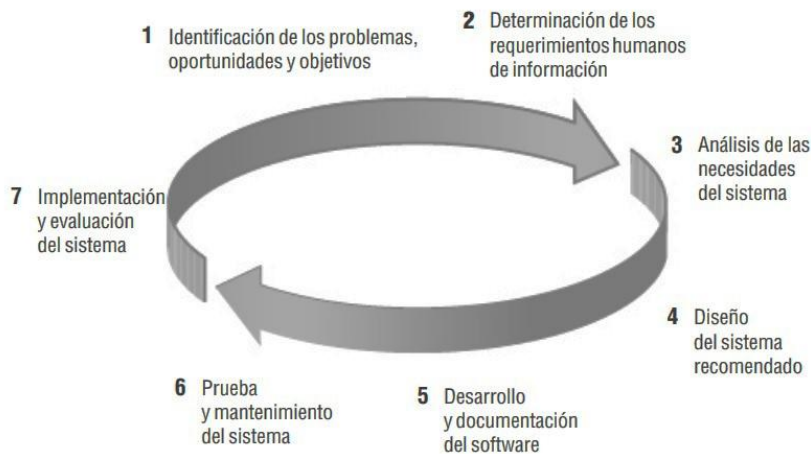 1 Identificación de los problemas,
oportunidades y objetivos
2 Determinación de los
requerimientos humanos
de información
3 Análisis de las
necesidades
del sistema
4 Diseño
del sistema
recomendado
5 Desarrollo
y documentación
del software
6 Prueba
y mantenimiento
del sistema
7 Implementación
y evaluación
del sistema